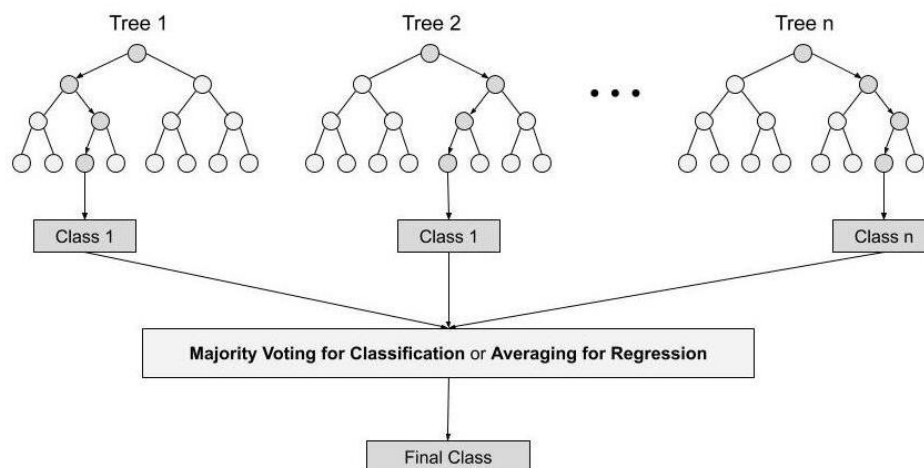 Tree 1
Tree 2
Tree n
Class 1
Class 1
Class n
Majority Voting for Classification or Averaging for Regression
Final Class